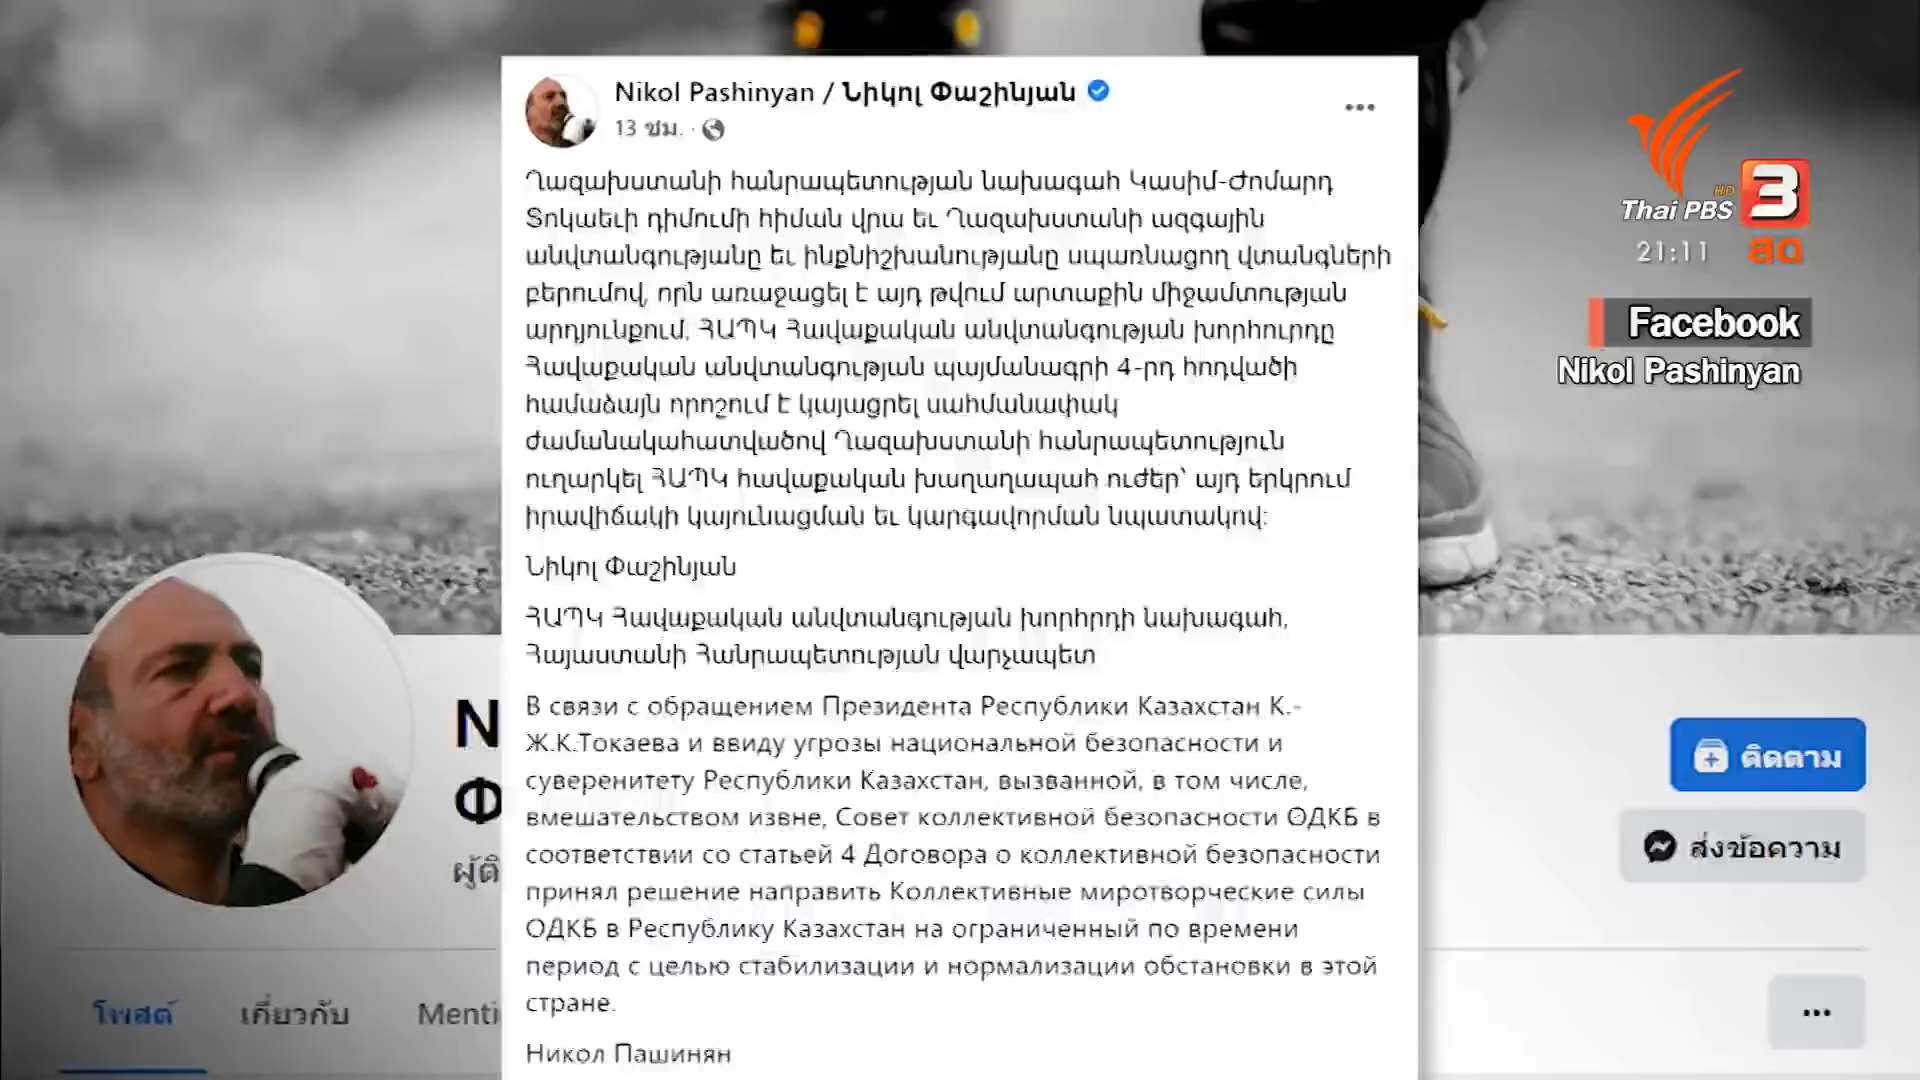 Nikol Pashinyan / Նիկոլ Փաշինյան
13 ชม. ·
Ղազախստանի հանրապետության նախագահ Կասիմ-Ժոմարդ
Տոկաեւի դիմումի հիման վրա եւ Ղազախստանի ազգային
անվտանգությանը եւ ինքնիշխանությանը սպառնացող վտանգների
բերումով, որն առաջացել է այդ թվում արտաքին միջամտության
արդյունքում, ՀԱՊԿ Հավաքական անվտանգության խորհուրդը
Հավաքական անվտանգության պայմանագրի 4-րդ հոդվածի
համաձայն որոշում է կայացրել սահմանափակ
ժամանակահատվածով Ղազախստանի հանրապետություն
ուղարկել ՀԱՊԿ հավաքական խաղաղապահ ուժեր՝ այդ երկրում
իրավիճակի կայունացման եւ կարգավորման նպատակով:
Նիկոլ Փաշինյան
ՀԱՊԿ Հավաքական անվտանգության խորհրդի նախագահ,
Հայաստանի Հանրապետության վարչապետ
В связи с обращением Президента Республики Казахстан К.-
Ж.К.Токаева и ввиду угрозы национальной безопасности и
суверенитету Республики Казахстан, вызванной, в том числе,
вмешательством извне, Совет коллективной безопасности ОДКБ в
соответствии со статьей 4 Договора о коллективной безопасности
принял решение направить Коллективные миротворческие силы
ОДКБ в Республику Казахстан на ограниченный по времени
период с целью стабилизации и нормализации обстановки в этой
стране.
Никол Пашинян
Thai PBS HD 3
21:11 สด
Facebook
Nikol Pashinyan
N
Փ
ผู้ติ
ติดตาม
ส่งข้อความ
โพสต์ เกี่ยวกับ Menti